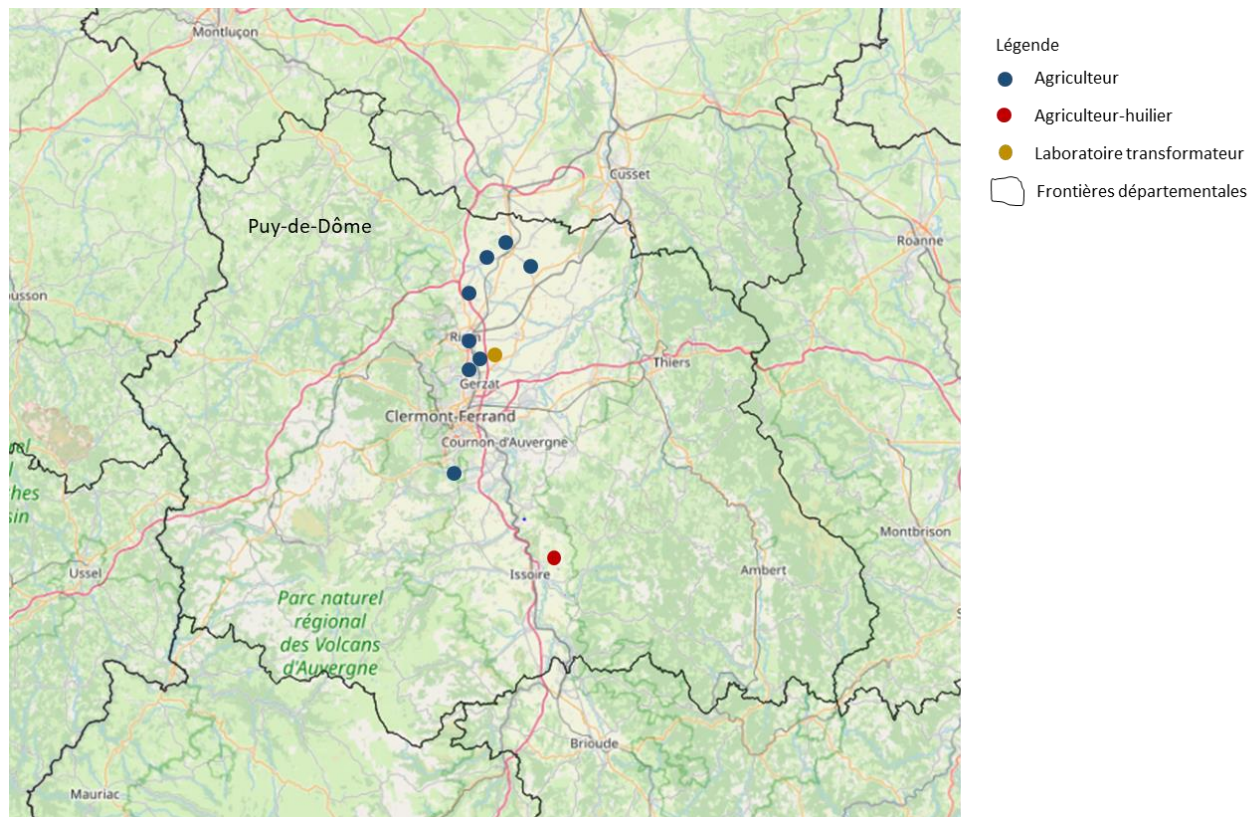 Montluçon
Légende
Agriculteur
Agriculteur-huilier
Laboratoire transformateur
Frontières départementales
Cusset
Puy-de-Dôme
Roanne
Thiers
Gerzat
Clermont-Ferrand
Cournon-d'Auvergne
Montbrison
Ussel
Issoire
Ambert
Parc naturel
régional
des Volcans
d'Auvergne
Brioude
Mauriac